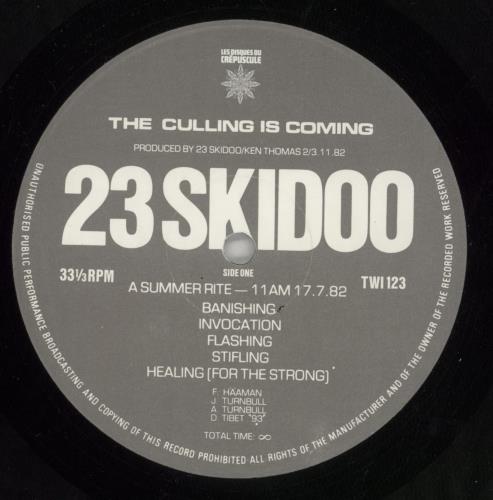 LES DISQUES DU
CRÉPUSCULE
THE CULLING IS COMING
PRODUCED BY 23 SKIDOO/KEN THOMAS 2/3.11.82
23 SKIDOO
33⅓ RPM
SIDE ONE
TWI 123
A SUMMER RITE — 11AM 17.7.82
BANISHING
INVOCATION
FLASHING
STIFLING
HEALING (FOR THE STRONG)
F. HAAMAN
J. TURNBULL
A. TURNBULL
D. TIBET "93"
TOTAL TIME: ∞
UNAUTHORISED PUBLIC PERFORMANCE BROADCASTING AND COPYING OF THIS RECORD PROHIBITED·ALL RIGHTS OF THE MANUFACTURER AND OF THE OWNER OF THE RECORDED WORK RESERVED